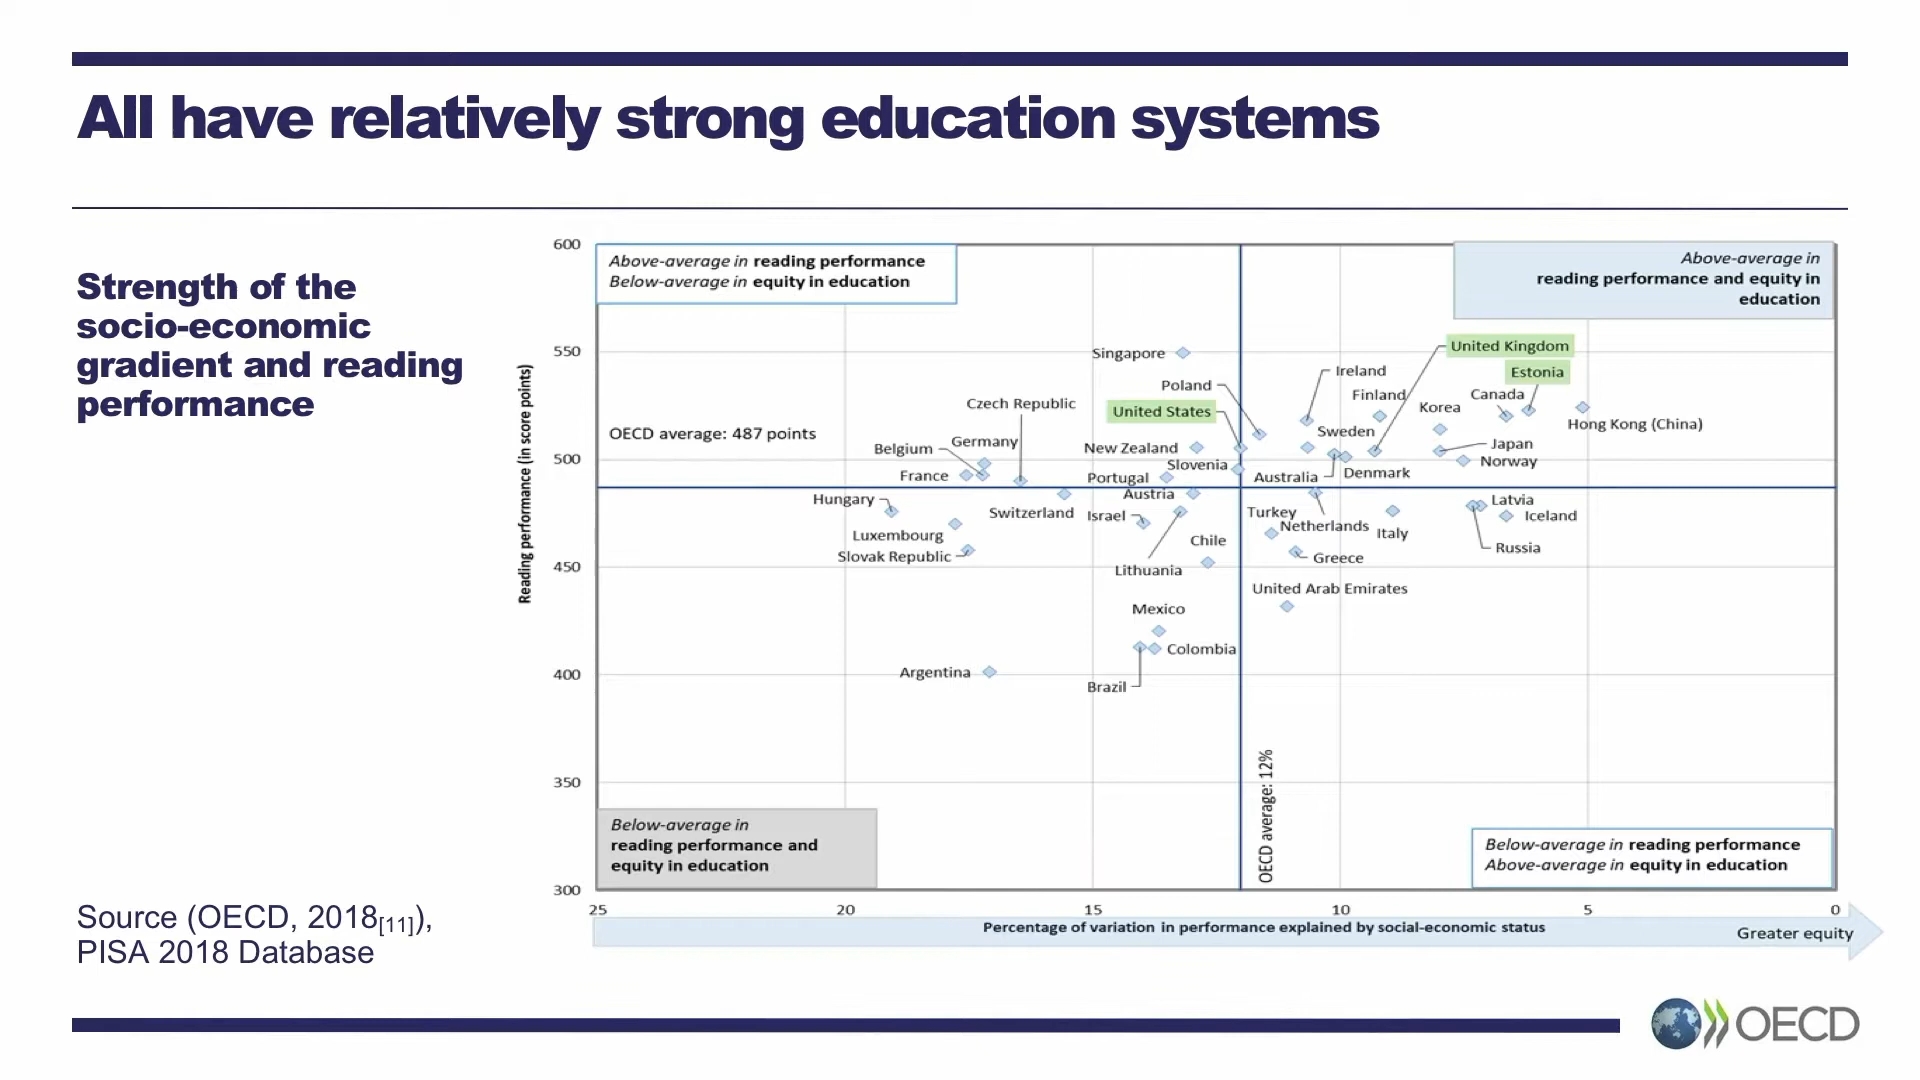 All have relatively strong education systems
Strength of the
socio-economic
gradient and reading
performance
Source (OECD, 2018[11]),
PISA 2018 Database
Reading performance (in score points)
600
550
500
450
400
350
300
Above-average in reading performance
Below-average in equity in education
Above-average in
reading performance and equity in
education
OECD average: 487 points
Singapore
Poland
United States
Czech Republic
Germany
Belgium
France
New Zealand
Slovenia
Portugal
Austria
Hungary
Switzerland
Israel
Luxembourg
Slovak Republic
Chile
Lithuania
Mexico
Colombia
Brazil
Argentina
United Kingdom
Estonia
Ireland
Finland
Canada
Korea
Hong Kong (China)
Sweden
Japan
Norway
Australia
Denmark
Latvia
Iceland
Turkey
Netherlands
Italy
Russia
Greece
United Arab Emirates
OECD average: 12%
Below-average in
reading performance and
equity in education
Below-average in reading performance
Above-average in equity in education
25
20
15
10
5
0
Percentage of variation in performance explained by social-economic status
Greater equity
OECD